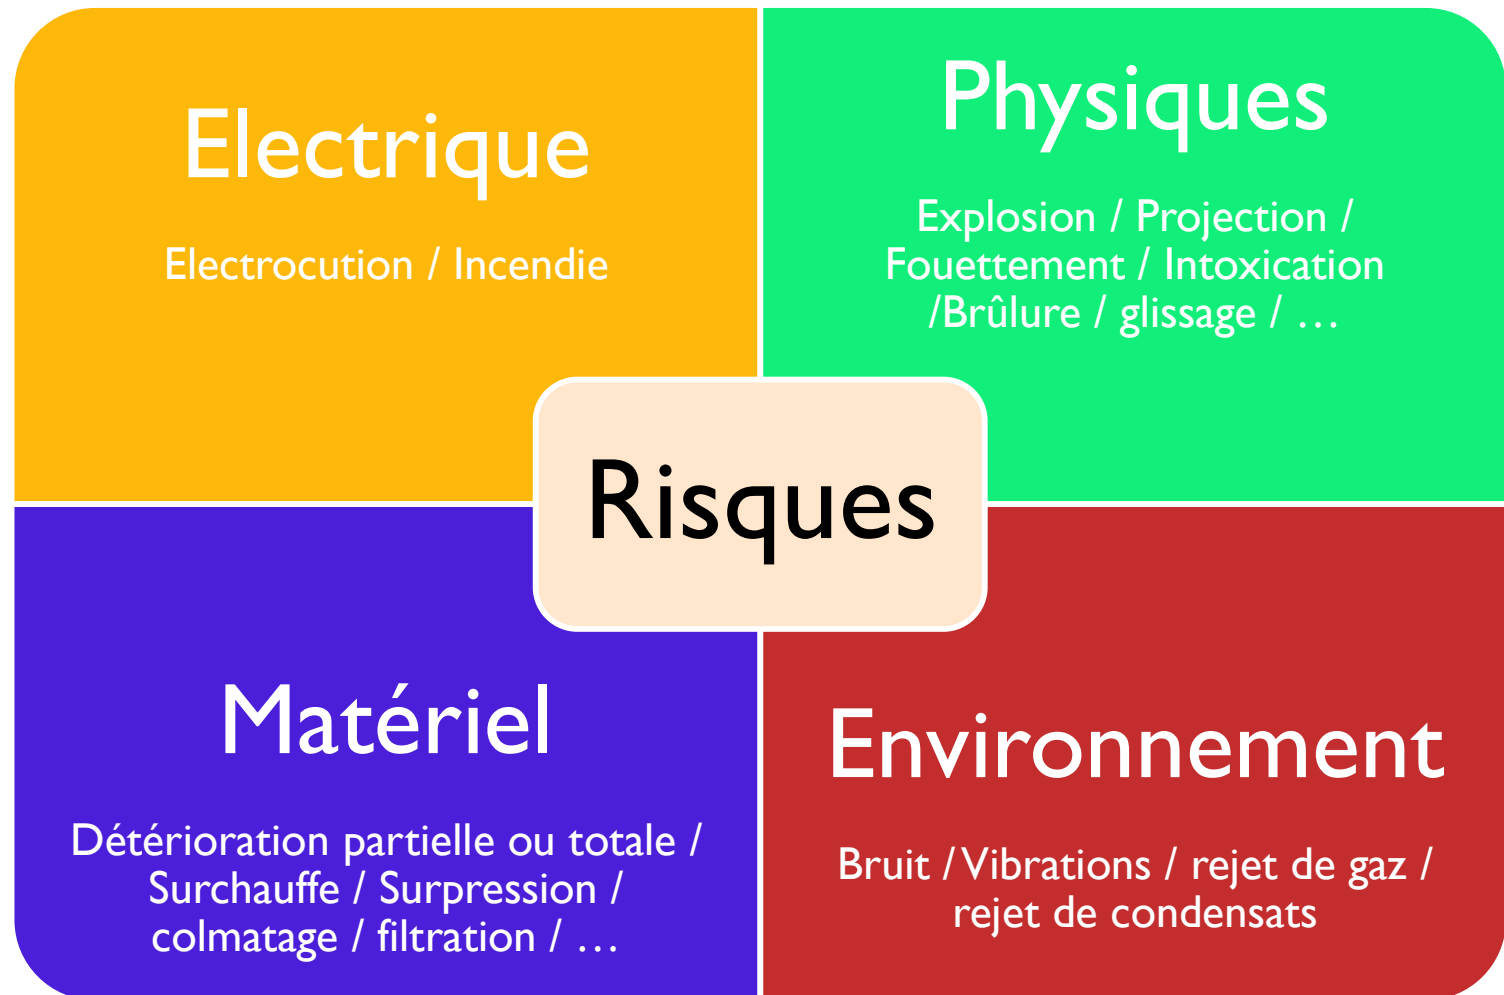 Electrique
Electrocution / Incendie
Physiques
Explosion / Projection /
Fouettement / Intoxication
/Brûlure / glissage / …
Risques
Matériel
Détérioration partielle ou totale /
Surchauffe / Surpression /
colmatage / filtration / …
Environnement
Bruit / Vibrations / rejet de gaz /
rejet de condensats